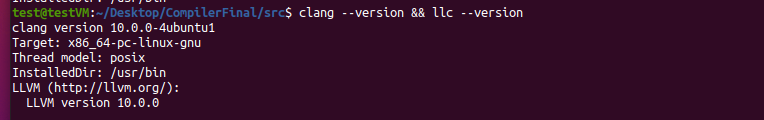 test@testVM:~/Desktop/CompilerFinal/src$ clang --version && llc --version
clang version 10.0.0-4ubuntu1
Target: x86_64-pc-linux-gnu
Thread model: posix
InstalledDir: /usr/bin
LLVM (http://llvm.org/):
  LLVM version 10.0.0